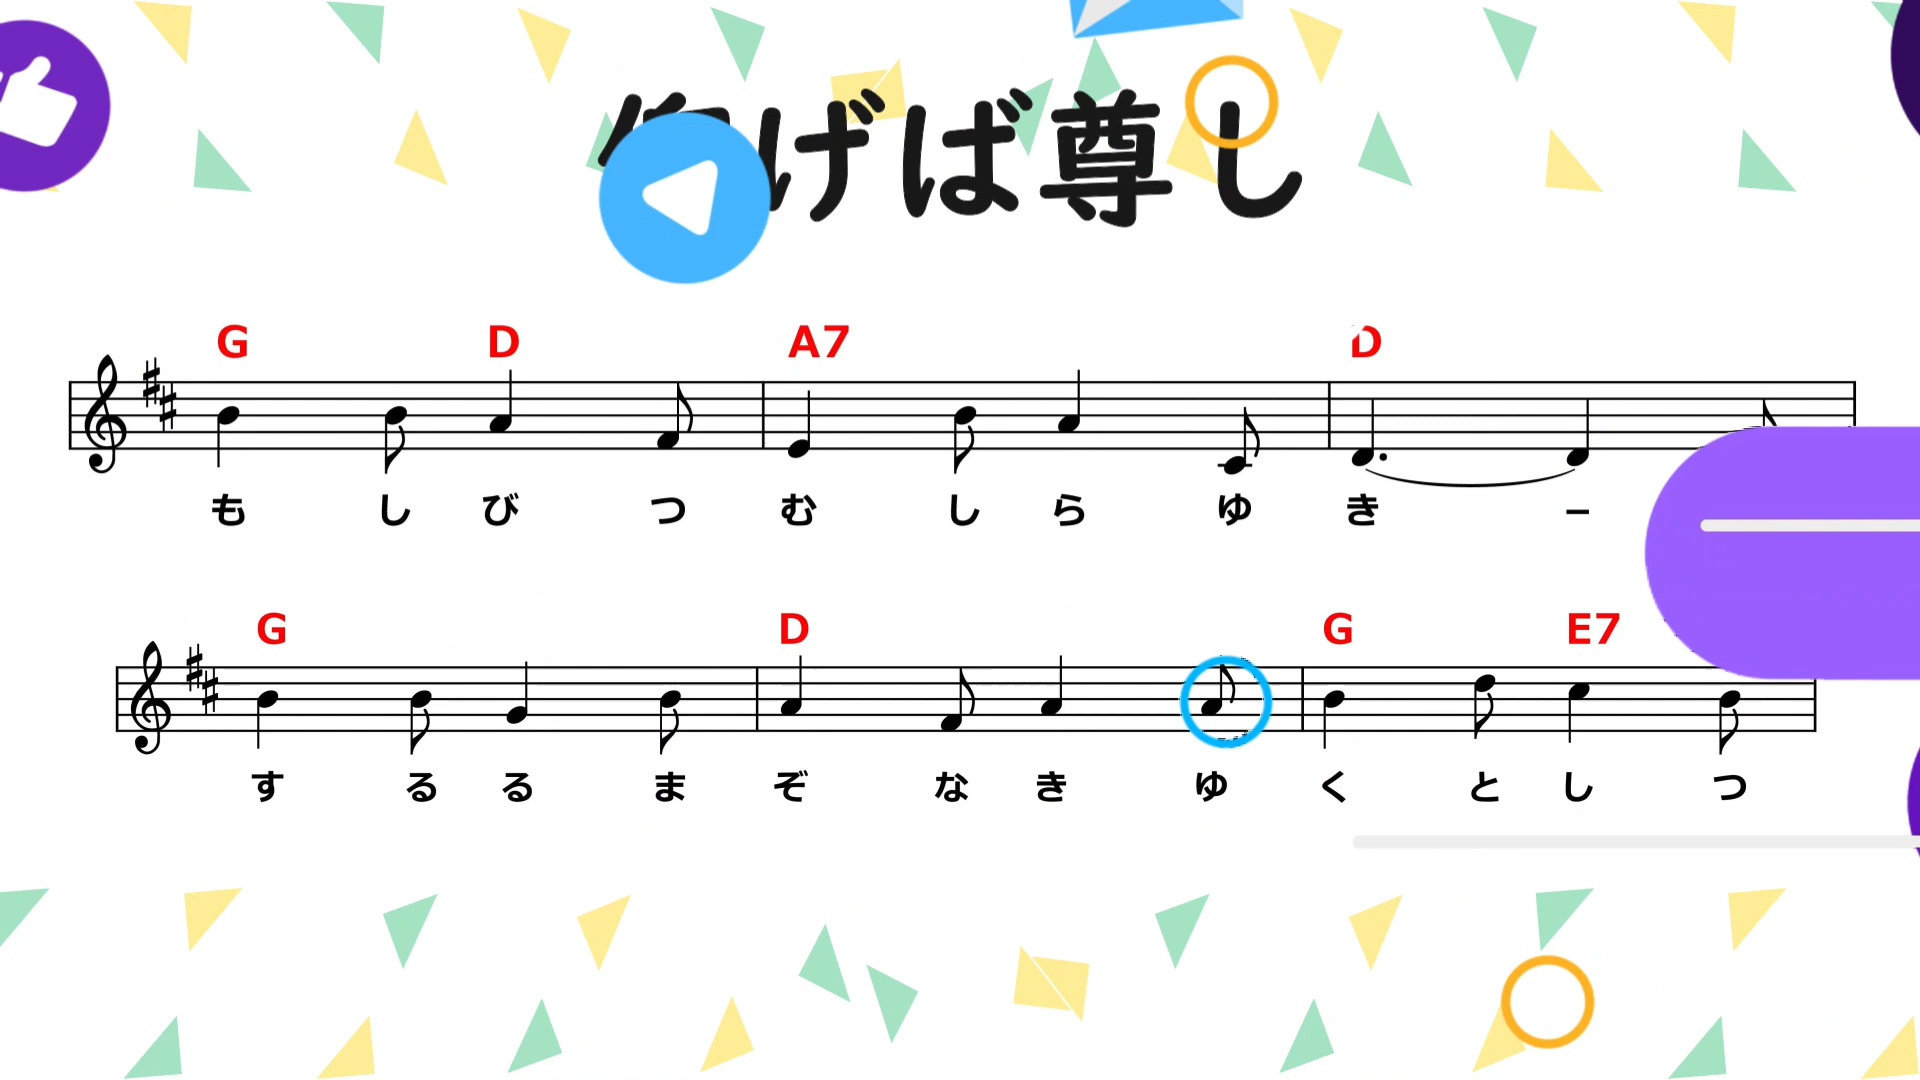 げば尊し
G D A7 D
も し び つ む し ら ゆ き –
G D G E7
す る る ま ぞ な き ゆ く と し つ